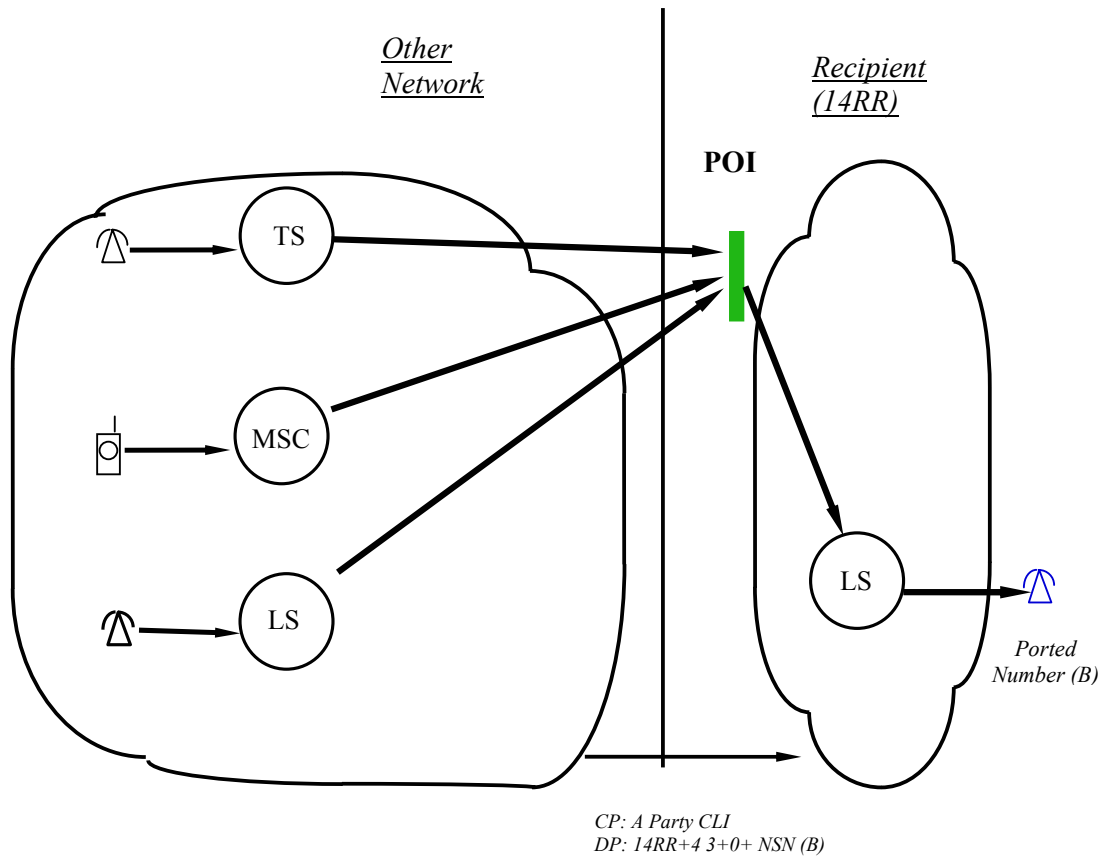 Other
Network
Recipient
(14RR)
POI
TS
MSC
LS
LS
Ported
Number (B)
CP: A Party CLI
DP: 14RR+4 3+0+ NSN (B)